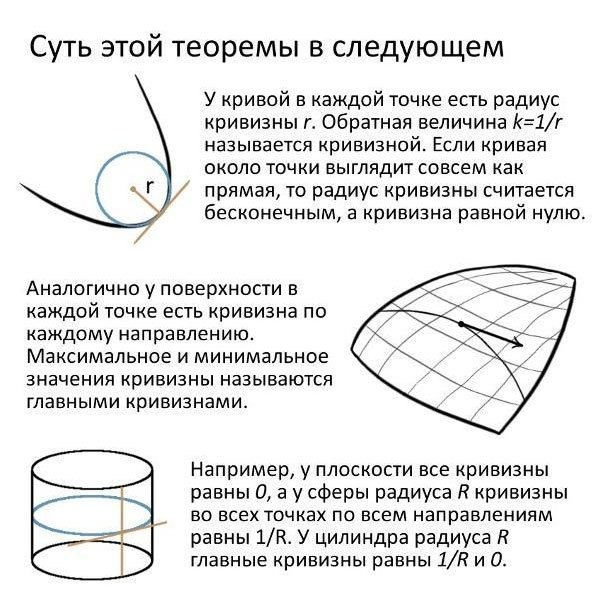 Суть этой теоремы в следующем
У кривой в каждой точке есть радиус
кривизны r. Обратная величина k=1/r
называется кривизной. Если кривая
около точки выглядит совсем как
прямая, то радиус кривизны считается
бесконечным, а кривизна равной нулю.
r
Аналогично у поверхности в
каждой точке есть кривизна по
каждому направлению.
Максимальное и минимальное
значения кривизны называются
главными кривизнами.
Например, у плоскости все кривизны
равны 0, а у сферы радиуса R кривизны
во всех точках по всем направлениям
равны 1/R. У цилиндра радиуса R
главные кривизны равны 1/R и 0.